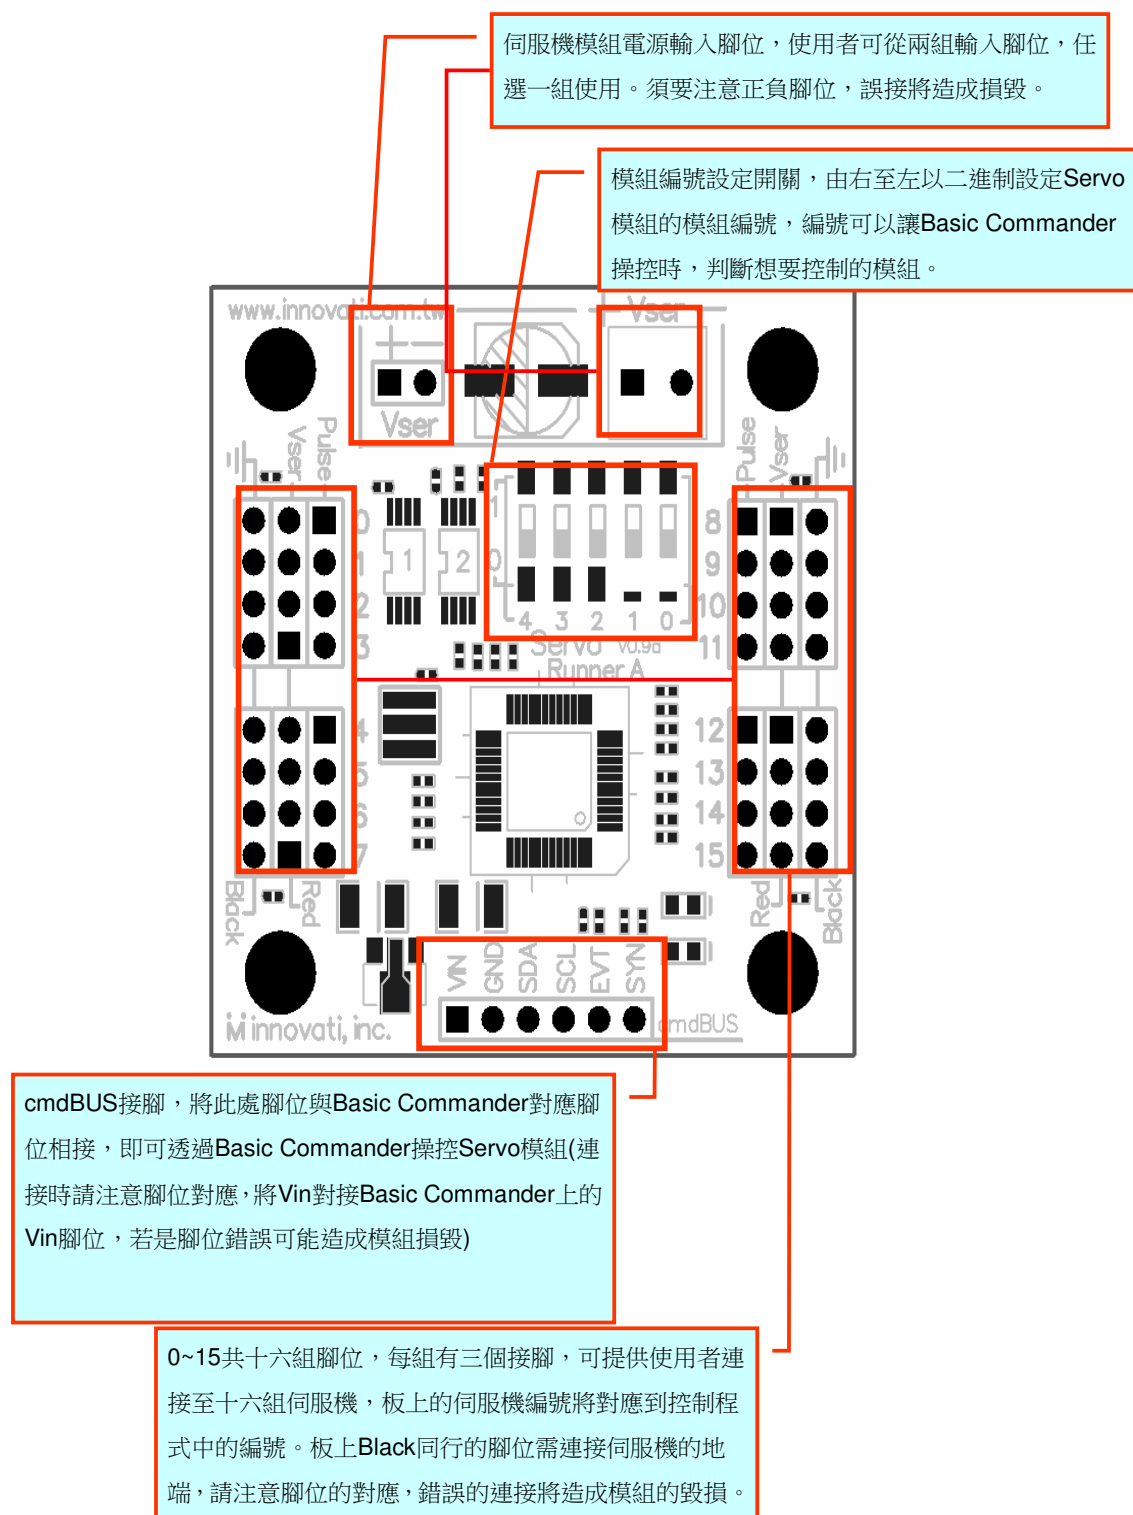 伺服機模組電源輸入腳位，使用者可從兩組輸入腳位，任
選一組使用。須要注意正負腳位，誤接將造成損毀。
模組編號設定開關，由右至左以二進制設定Servo
模組的模組編號，編號可以讓Basic Commander
操控時，判斷想要控制的模組。
www.innovati.com.tw
Vser
+ −
Vser
Pulse
Vser
Pulse
Vser
0
1
2
3
4
5
6
7
1
2
1
0
4 3 2 1 0
Servo V0.9a
Runner A
8
9
10
11
12
13
14
15
Black
Red
Red
Black
VIN
GND
SDA
SCL
EVT
SYN
cmdBUS
innovati, inc.
cmdBUS接腳，將此處腳位與Basic Commander對應腳
位相接，即可透過Basic Commander操控Servo模組(連
接時請注意腳位對應，將Vin對接Basic Commander上的
Vin腳位，若是腳位錯誤可能造成模組損毀)
0~15共十六組腳位，每組有三個接腳，可提供使用者連
接至十六組伺服機，板上的伺服機編號將對應到控制程
式中的編號。板上Black同行的腳位需連接伺服機的地
端，請注意腳位的對應，錯誤的連接將造成模組的毀損。